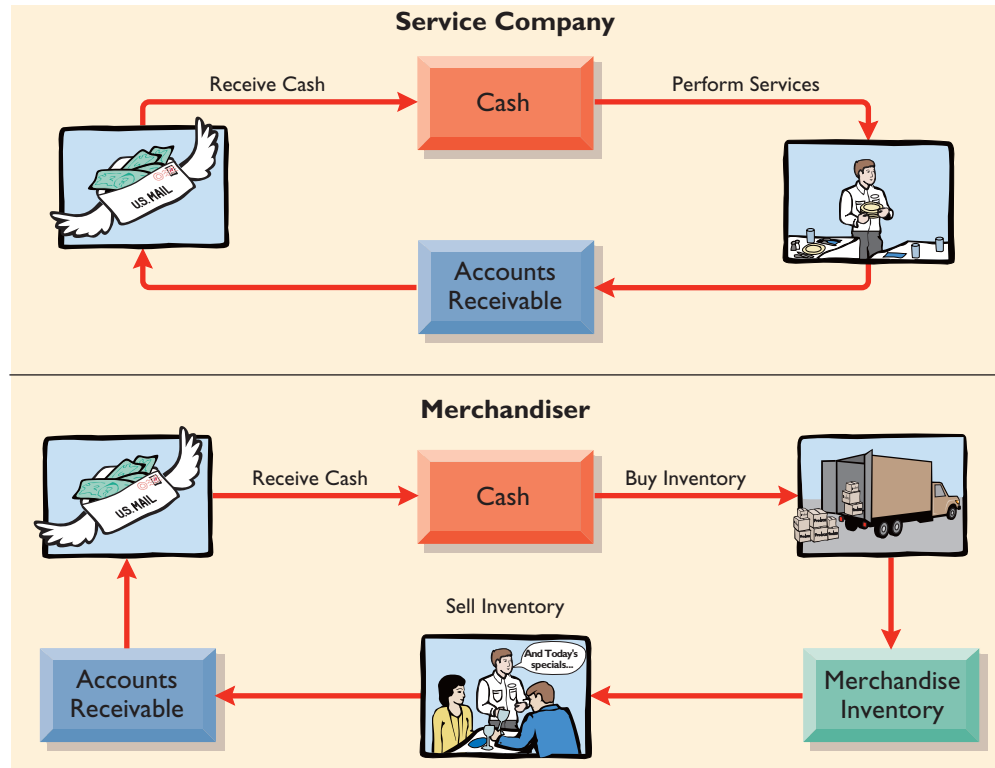 Service Company
Receive Cash
Cash
Perform Services
U.S. MAIL
Accounts
Receivable
Merchandiser
Receive Cash
Cash
Buy Inventory
U.S. MAIL
Sell Inventory
And Today's
specials...
Accounts
Receivable
Merchandise
Inventory